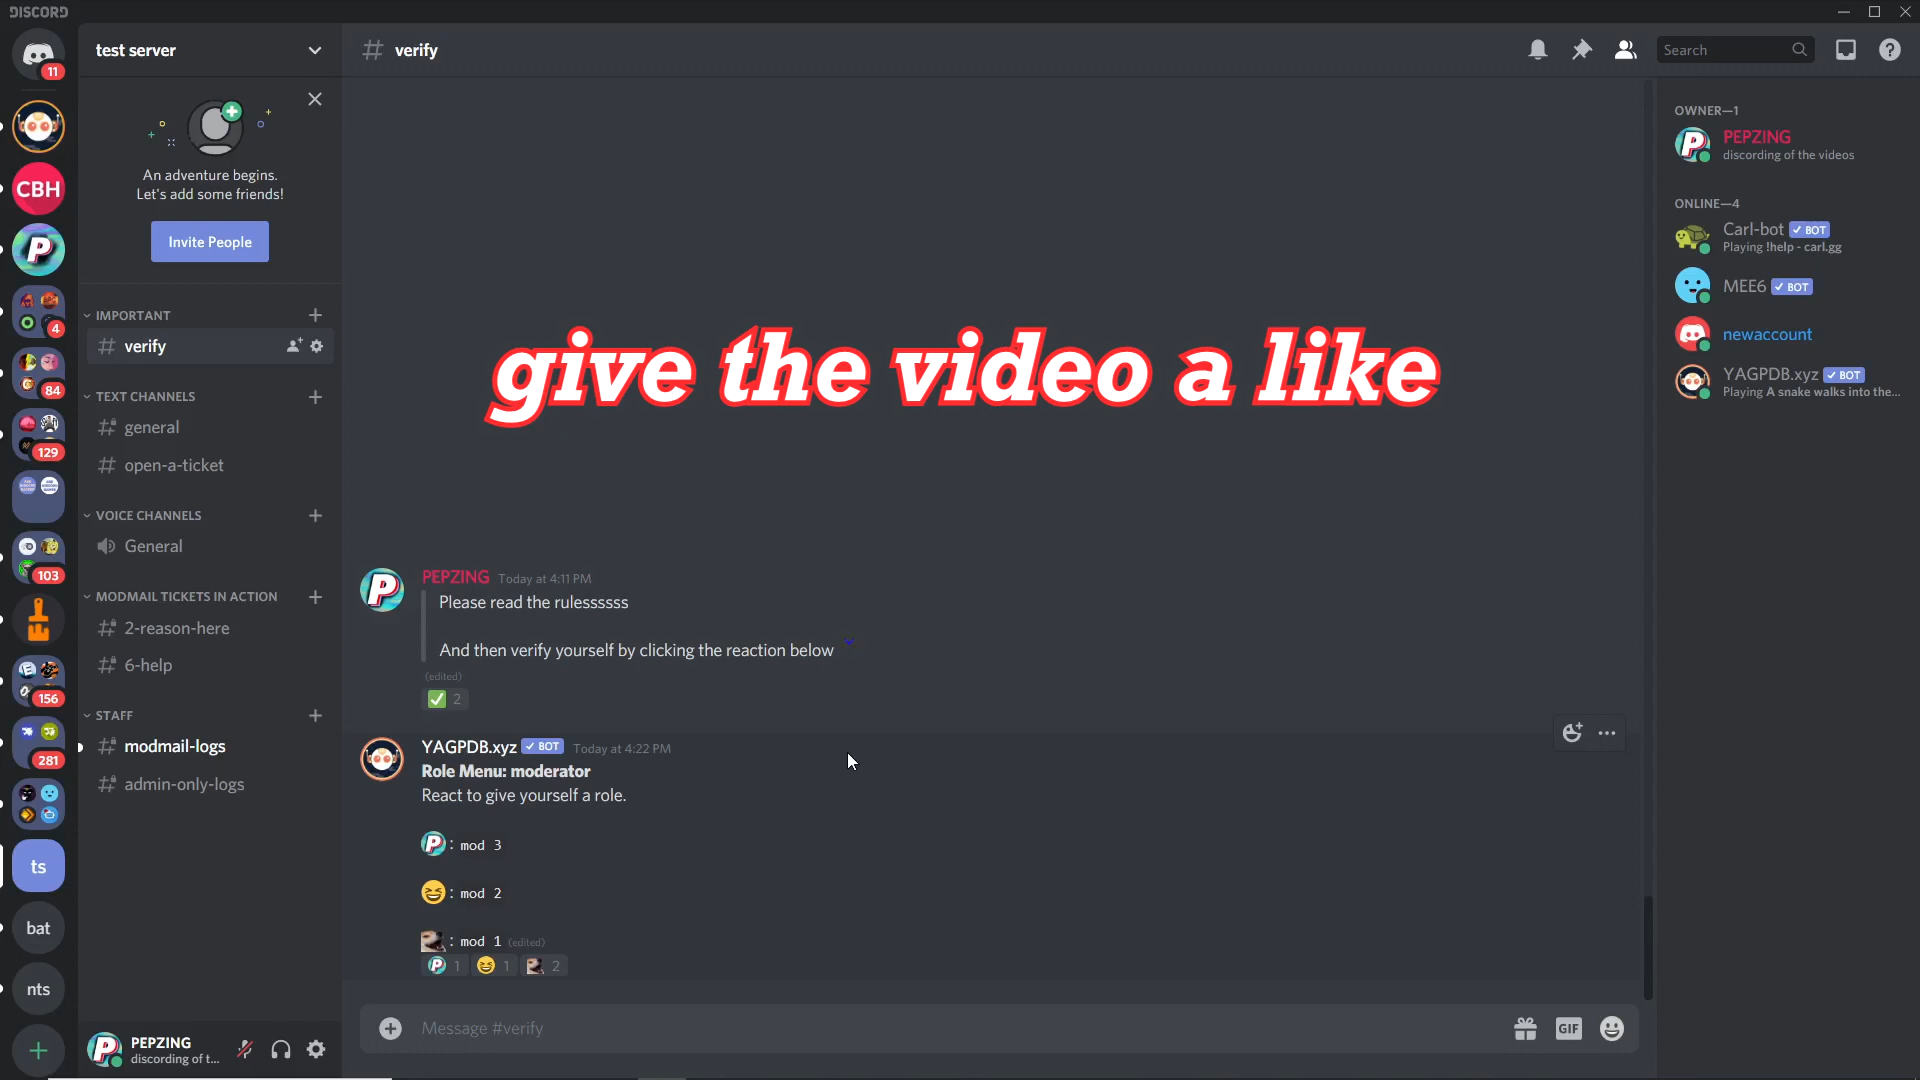 DISCORD
11
CBH
P
4
84
129
103
156
281
ts
bat
nts
test server
An adventure begins.
Let's add some friends!
Invite People
IMPORTANT
verify
TEXT CHANNELS
general
open-a-ticket
VOICE CHANNELS
General
MODMAIL TICKETS IN ACTION
2-reason-here
6-help
STAFF
modmail-logs
admin-only-logs
PEPZING
discording of t...
# verify
Search
give the video a like
PEPZING Today at 4:11 PM
Please read the rulessssss
And then verify yourself by clicking the reaction below
(edited)
2
YAGPDB.xyz ✓ BOT Today at 4:22 PM
Role Menu: moderator
React to give yourself a role.
P : mod 3
: mod 2
: mod 1 (edited)
P 1 1 2
Message #verify
GIF
OWNER—1
PEPZING
discording of the videos
ONLINE—4
Carl-bot ✓ BOT
Playing !help - carl.gg
MEE6 ✓ BOT
newaccount
YAGPDB.xyz ✓ BOT
Playing A snake walks into the...